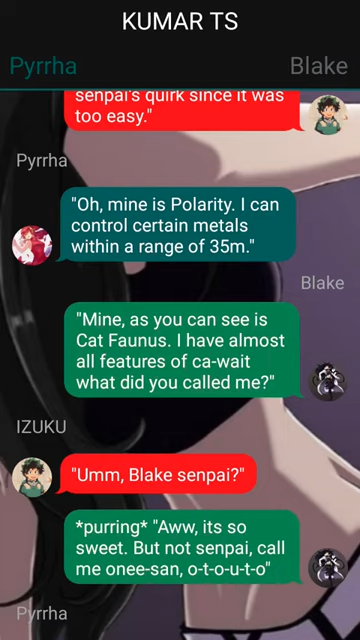 KUMAR TS
Pyrrha
Blake
senpai's quirk since it was
too easy."
Pyrrha
"Oh, mine is Polarity. I can
control certain metals
within a range of 35m."
Blake
"Mine, as you can see is
Cat Faunus. I have almost
all features of ca-wait
what did you called me?"
IZUKU
"Umm, Blake senpai?"
*purring* "Aww, its so
sweet. But not senpai, call
me onee-san, o-t-o-u-t-o"
Pyrrha